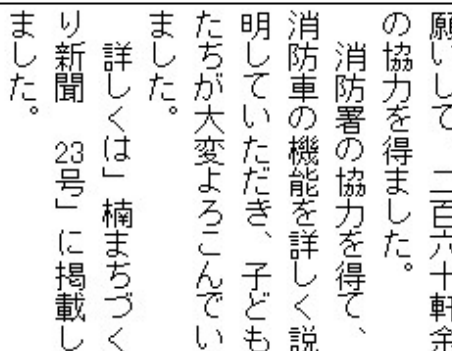 願いして　二百六十軒余
の協力を得ました。
　消防署の協力を得て、
消防車の機能を詳しく説
明していただき、子ども
たちが大変よろこんでい
ました。
　詳しくは」楠まちづく
り新聞　23号」に掲載し
ました。